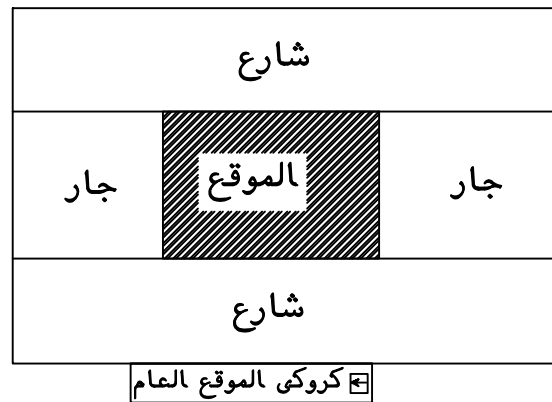 شارع
جار
الموقع
جار
شارع
كروكى الموقع العام